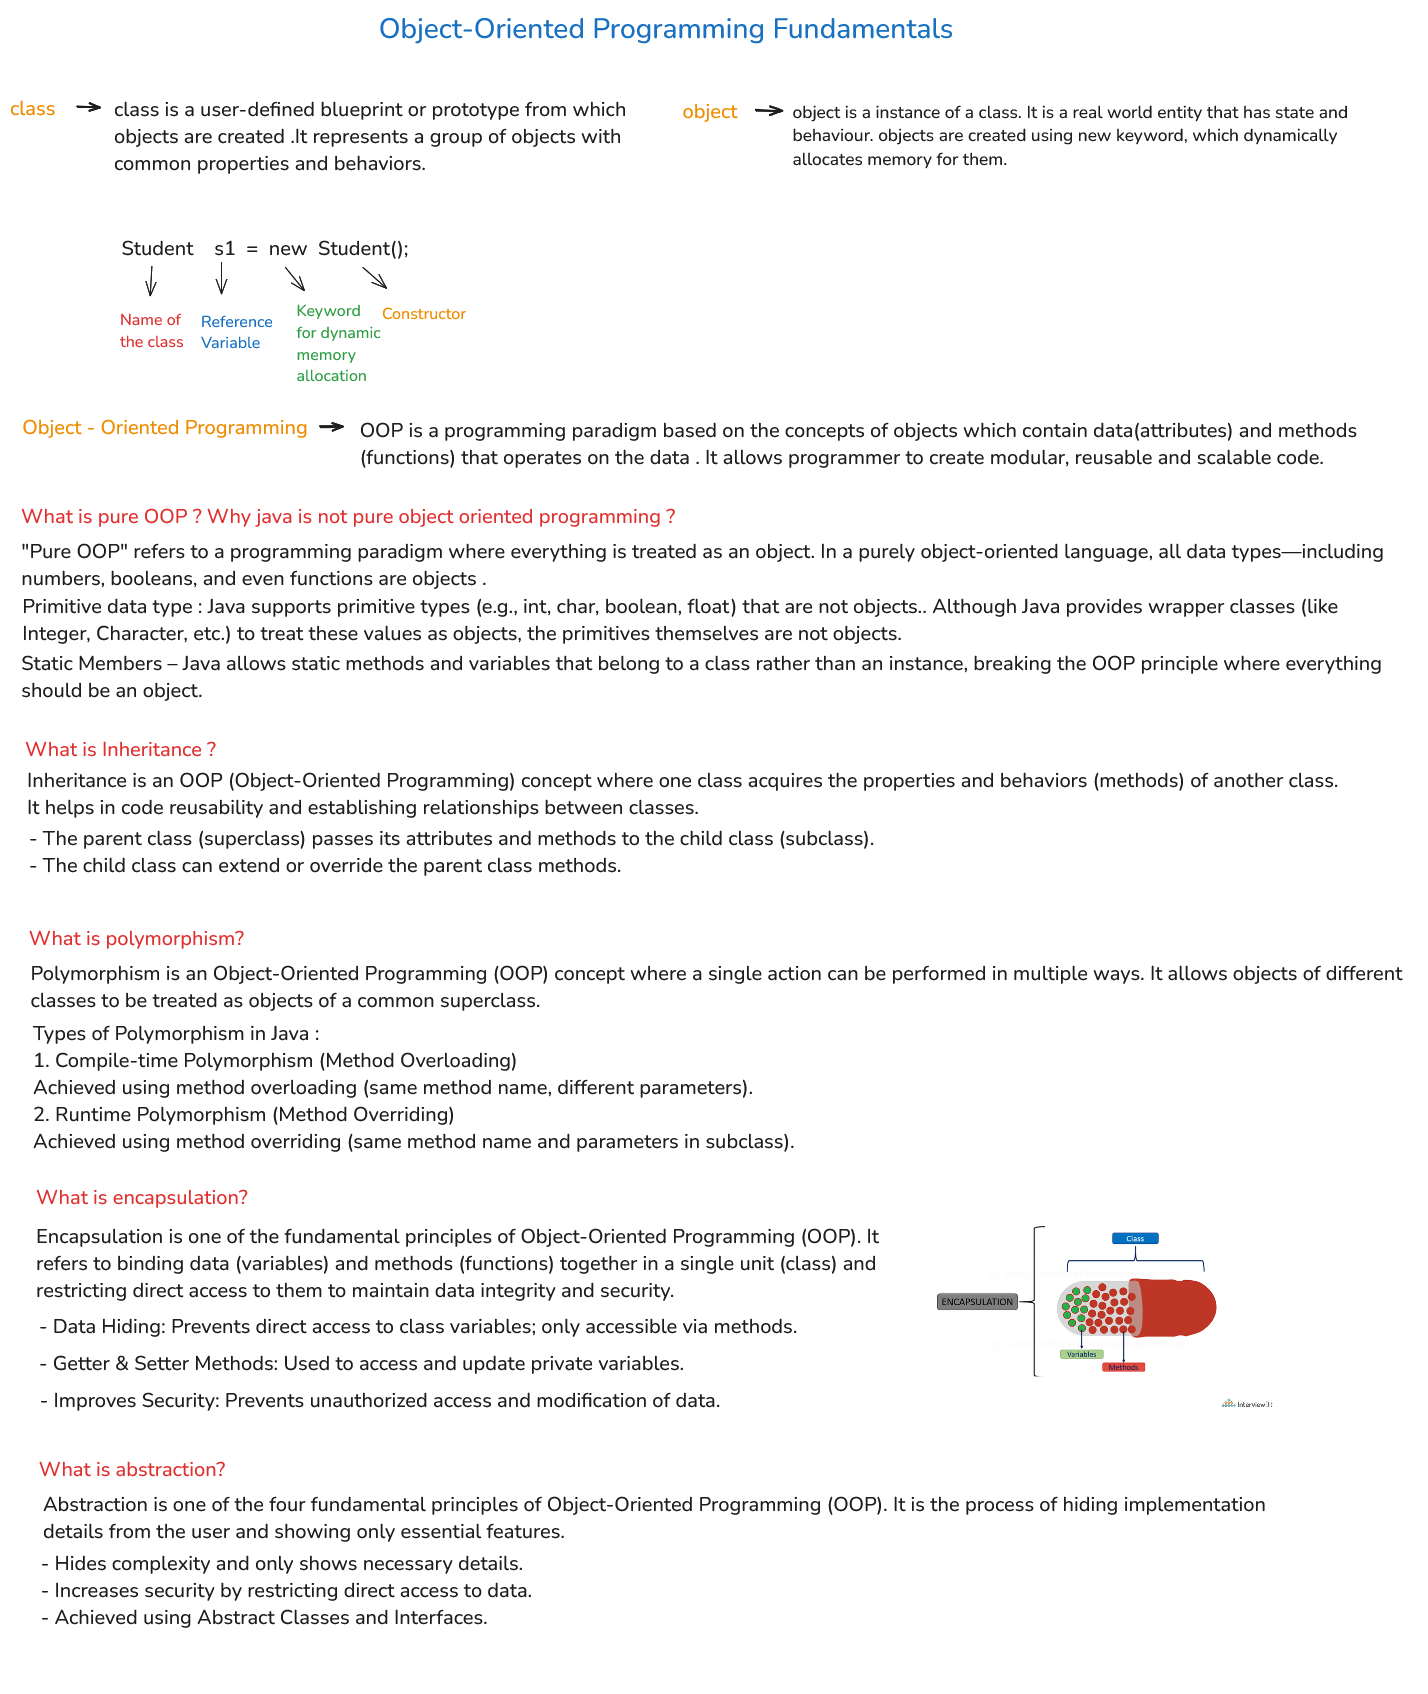 Object-Oriented Programming Fundamentals
class
class is a user-defined blueprint or prototype from which
objects are created .It represents a group of objects with
common properties and behaviors.
object
object is a instance of a class. It is a real world entity that has state and
behaviour. objects are created using new keyword, which dynamically
allocates memory for them.
Student s1 = new Student();
Name of
the class
Reference
Variable
Keyword
for dynamic
memory
allocation
Constructor
Object - Oriented Programming
OOP is a programming paradigm based on the concepts of objects which contain data(attributes) and methods
(functions) that operates on the data . It allows programmer to create modular, reusable and scalable code.
What is pure OOP ? Why java is not pure object oriented programming ?
"Pure OOP" refers to a programming paradigm where everything is treated as an object. In a purely object-oriented language, all data types—including
numbers, booleans, and even functions are objects .
Primitive data type : Java supports primitive types (e.g., int, char, boolean, float) that are not objects.. Although Java provides wrapper classes (like
Integer, Character, etc.) to treat these values as objects, the primitives themselves are not objects.
Static Members – Java allows static methods and variables that belong to a class rather than an instance, breaking the OOP principle where everything
should be an object.
What is Inheritance ?
Inheritance is an OOP (Object-Oriented Programming) concept where one class acquires the properties and behaviors (methods) of another class.
It helps in code reusability and establishing relationships between classes.
- The parent class (superclass) passes its attributes and methods to the child class (subclass).
- The child class can extend or override the parent class methods.
What is polymorphism?
Polymorphism is an Object-Oriented Programming (OOP) concept where a single action can be performed in multiple ways. It allows objects of different
classes to be treated as objects of a common superclass.
Types of Polymorphism in Java :
1. Compile-time Polymorphism (Method Overloading)
Achieved using method overloading (same method name, different parameters).
2. Runtime Polymorphism (Method Overriding)
Achieved using method overriding (same method name and parameters in subclass).
What is encapsulation?
Encapsulation is one of the fundamental principles of Object-Oriented Programming (OOP). It
refers to binding data (variables) and methods (functions) together in a single unit (class) and
restricting direct access to them to maintain data integrity and security.
- Data Hiding: Prevents direct access to class variables; only accessible via methods.
- Getter & Setter Methods: Used to access and update private variables.
- Improves Security: Prevents unauthorized access and modification of data.
Class
ENCAPSULATION
Variables
Methods
What is abstraction?
Abstraction is one of the four fundamental principles of Object-Oriented Programming (OOP). It is the process of hiding implementation
details from the user and showing only essential features.
- Hides complexity and only shows necessary details.
- Increases security by restricting direct access to data.
- Achieved using Abstract Classes and Interfaces.